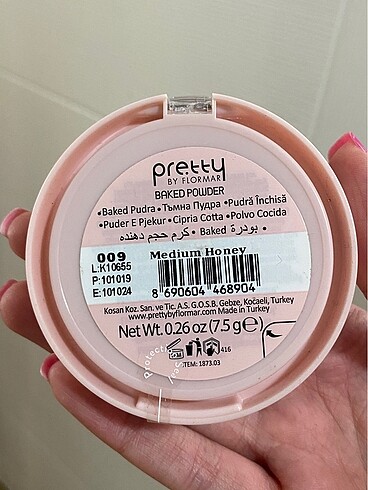 pretty
BY FLORMAR
BAKED POWDER
•Baked Pudra •Тъмна Пудра •Pudră Închisă
•Puder E Pjekur •Cipria Cotta •Polvo Cocida
• بودرة Baked • كرم حجم دهنده
009 Medium Honey
L:K10655
P:101019
E:101024
8 690604 468904
Kosan Koz. San. ve Tic. A.S. G.O.S.B. Gebze, Kocaeli, Turkey
www.prettybyflormar.com Made in Turkey
Net Wt. 0.26 oz (7.5 g) e
416
ITEM: 1873.03